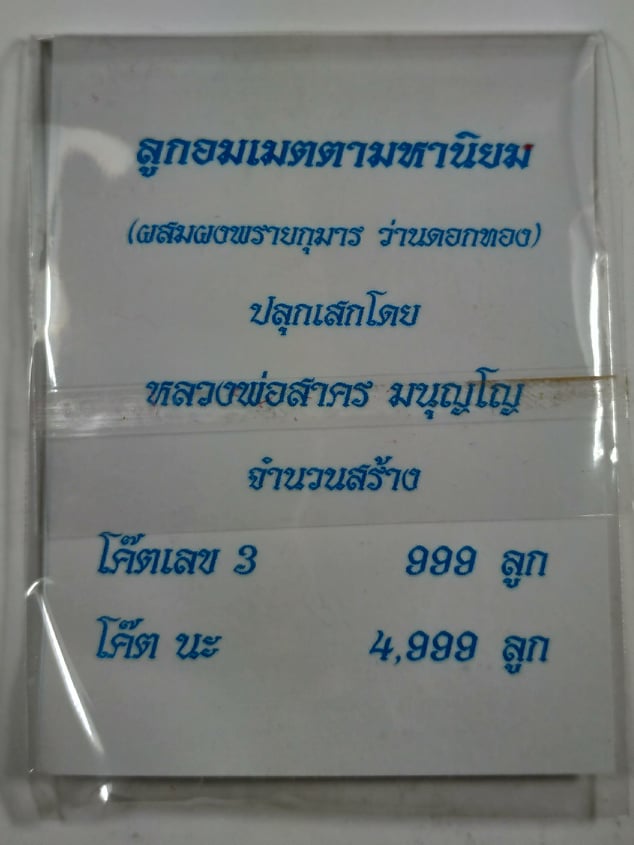 ลูกอมเมตตามหานิยม
(ผสมผงพรายกุมาร ว่านดอกทอง)
ปลุกเสกโดย
หลวงพ่อสาคร มนุญโญ
จำนวนสร้าง
โค๊ตเลข 3 999 ลูก
โค๊ต นะ 4,999 ลูก